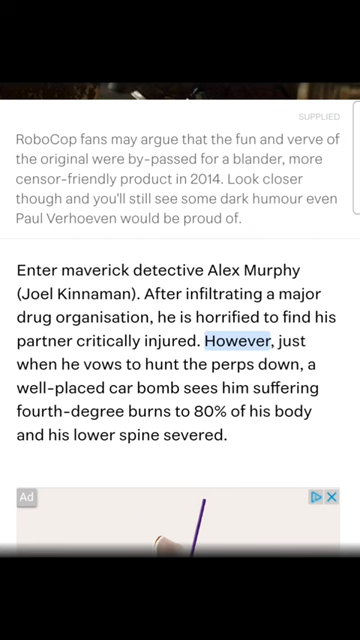 SUPPLIED
RoboCop fans may argue that the fun and verve of
the original were by-passed for a blander, more
censor-friendly product in 2014. Look closer
though and you'll still see some dark humour even
Paul Verhoeven would be proud of.
Enter maverick detective Alex Murphy
(Joel Kinnaman). After infiltrating a major
drug organisation, he is horrified to find his
partner critically injured. However, just
when he vows to hunt the perps down, a
well-placed car bomb sees him suffering
fourth-degree burns to 80% of his body
and his lower spine severed.
Ad